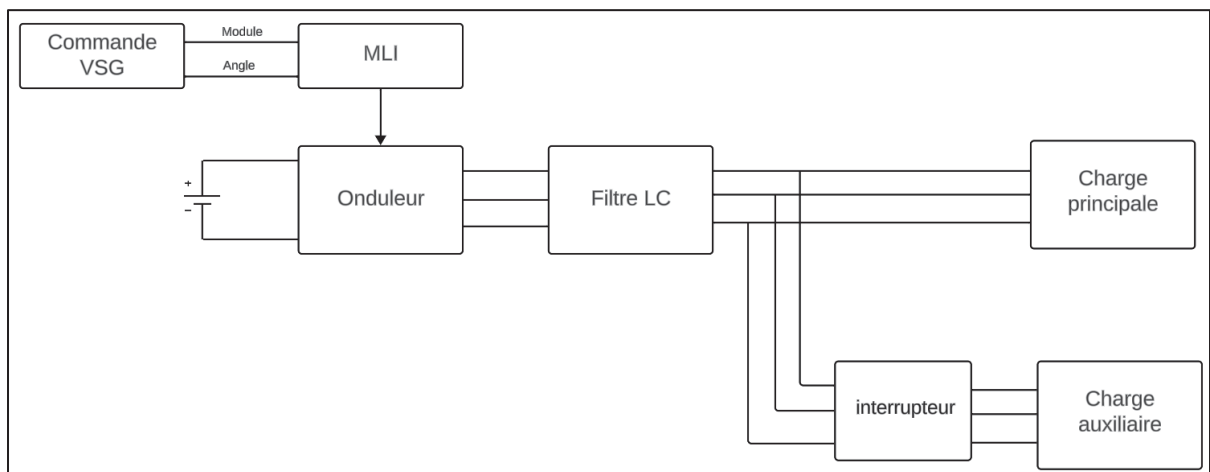 Commande
VSG
Module
Angle
MLI
+
−
Onduleur
Filtre LC
Charge
principale
interrupteur
Charge
auxiliaire